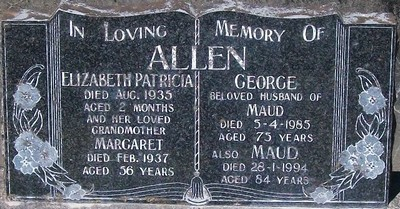 In Loving Memory Of
ALLEN
ELIZABETH PATRICIA
DIED AUG. 1935
AGED 2 MONTHS
AND HER LOVED
GRANDMOTHER
MARGARET
DIED FEB. 1937
AGED 56 YEARS
GEORGE
BELOVED HUSBAND OF
MAUD
DIED 5-4-1985
AGED 75 YEARS
ALSO MAUD
DIED 28-1-1994
AGED 84 YEARS